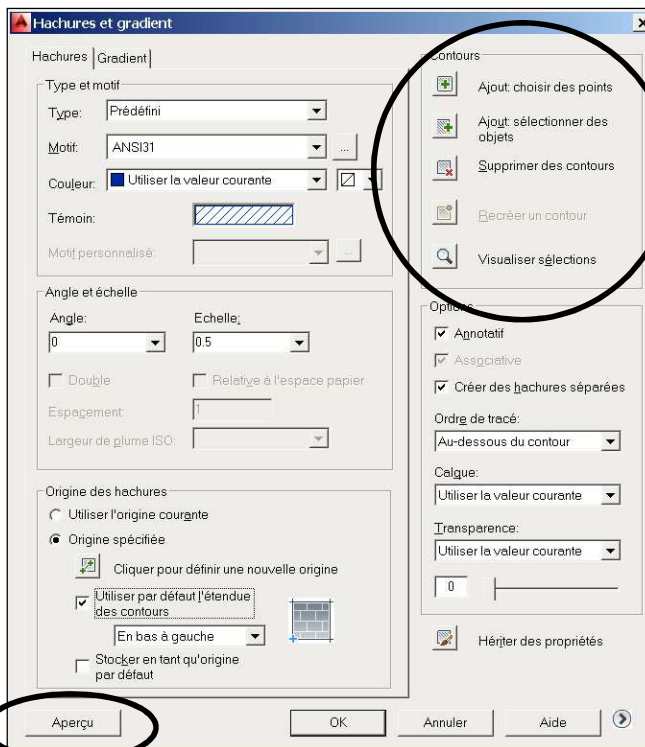 Hachures et gradient
Hachures
Gradient
Type et motif
Type:
Prédéfini
Motif:
ANSI31
...
Couleur:
Utiliser la valeur courante
Témoin:
Motif personnalisé:
...
Angle et échelle
Angle:
Echelle:
0
0.5
Double
Relative à l'espace papier
Espacement:
1
Largeur de plume ISO:
Origine des hachures
Utiliser l'origine courante
Origine spécifiée
Cliquer pour définir une nouvelle origine
Utiliser par défaut l'étendue
des contours
En bas à gauche
Stocker en tant qu'origine
par défaut
Contours
Ajout: choisir des points
Ajout: sélectionner des
objets
Supprimer des contours
Recréer un contour
Visualiser sélections
Options
Annotatif
Associative
Créer des hachures séparées
Ordre de tracé:
Au-dessous du contour
Calque:
Utiliser la valeur courante
Transparence:
Utiliser la valeur courante
0
Hériter des propriétés
Aperçu
OK
Annuler
Aide